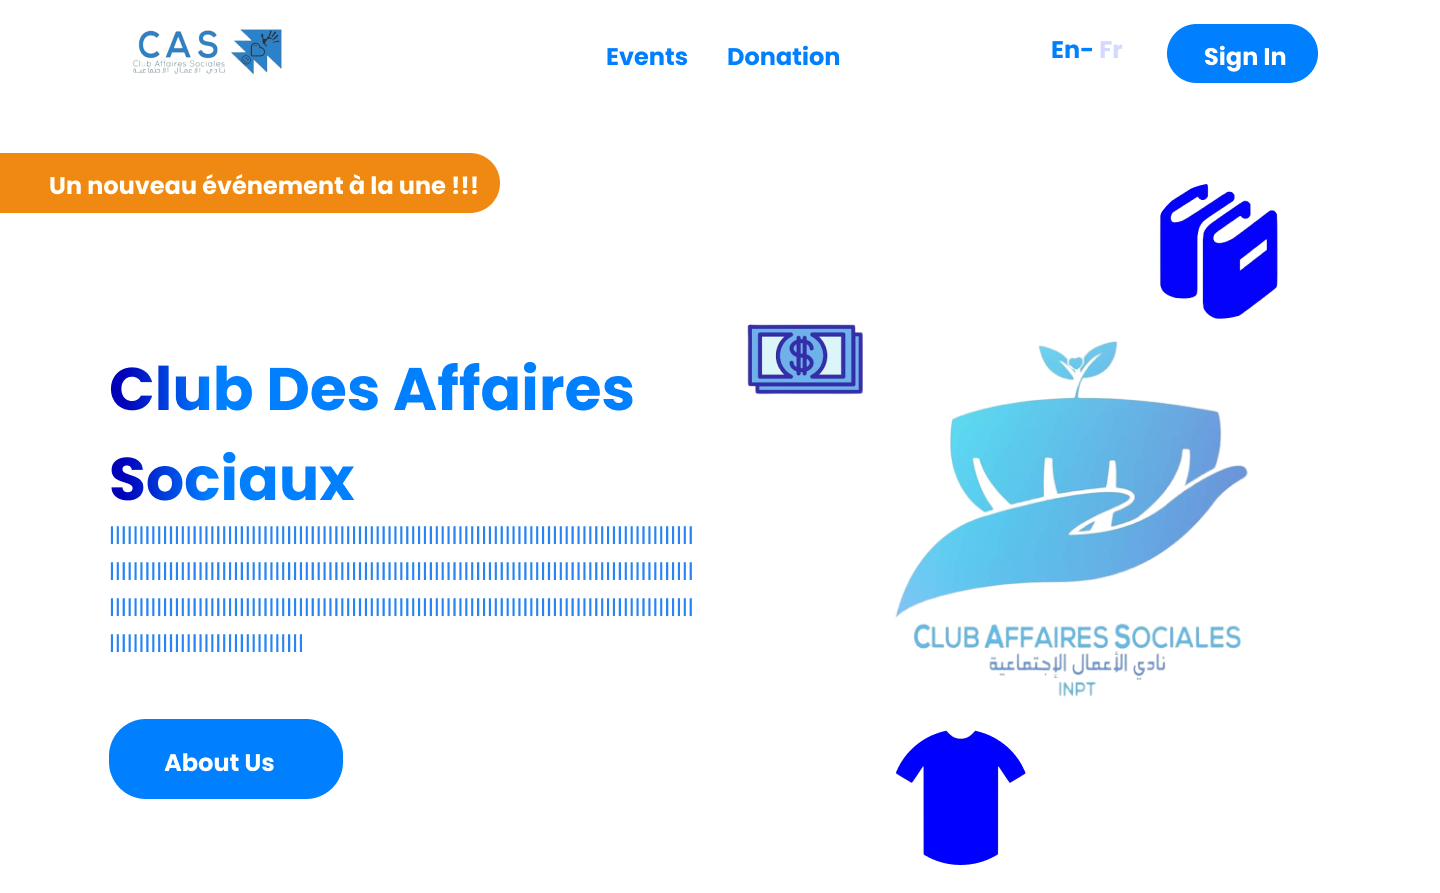 CAS
Club Affaires Sociales
نادي الأعمال الإجتماعية
Events
Donation
En- Fr
Sign In
Un nouveau événement à la une !!!
Club Des Affaires
Sociaux
About Us
$
CLUB AFFAIRES SOCIALES
نادي الأعمال الإجتماعية
INPT